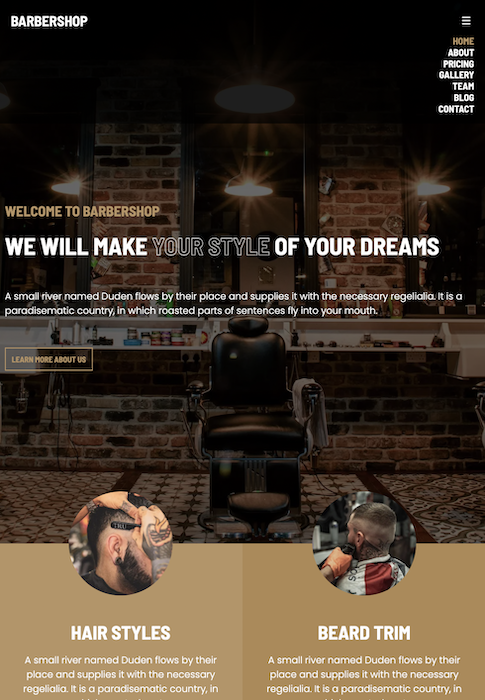 BARBERSHOP
HOME
ABOUT
PRICING
GALLERY
TEAM
BLOG
CONTACT
WELCOME TO BARBERSHOP
WE WILL MAKE YOUR STYLE OF YOUR DREAMS
A small river named Duden flows by their place and supplies it with the necessary regelialia. It is a
paradisematic country, in which roasted parts of sentences fly into your mouth.
LEARN MORE ABOUT US
HAIR STYLES
A small river named Duden flows by their
place and supplies it with the necessary
regelialia. It is a paradisematic country, in
BEARD TRIM
A small river named Duden flows by their
place and supplies it with the necessary
regelialia. It is a paradisematic country, in